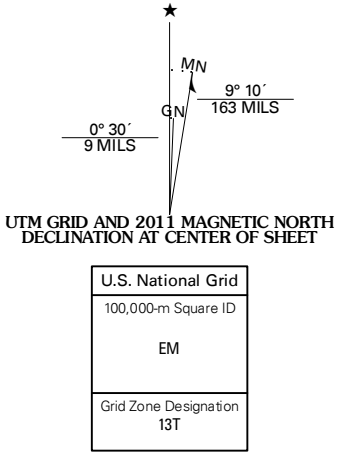 ★
MN
9° 10´
163 MILS
GN
0° 30´
9 MILS
UTM GRID AND 2011 MAGNETIC NORTH
DECLINATION AT CENTER OF SHEET
U.S. National Grid
100,000-m Square ID
EM
Grid Zone Designation
13T